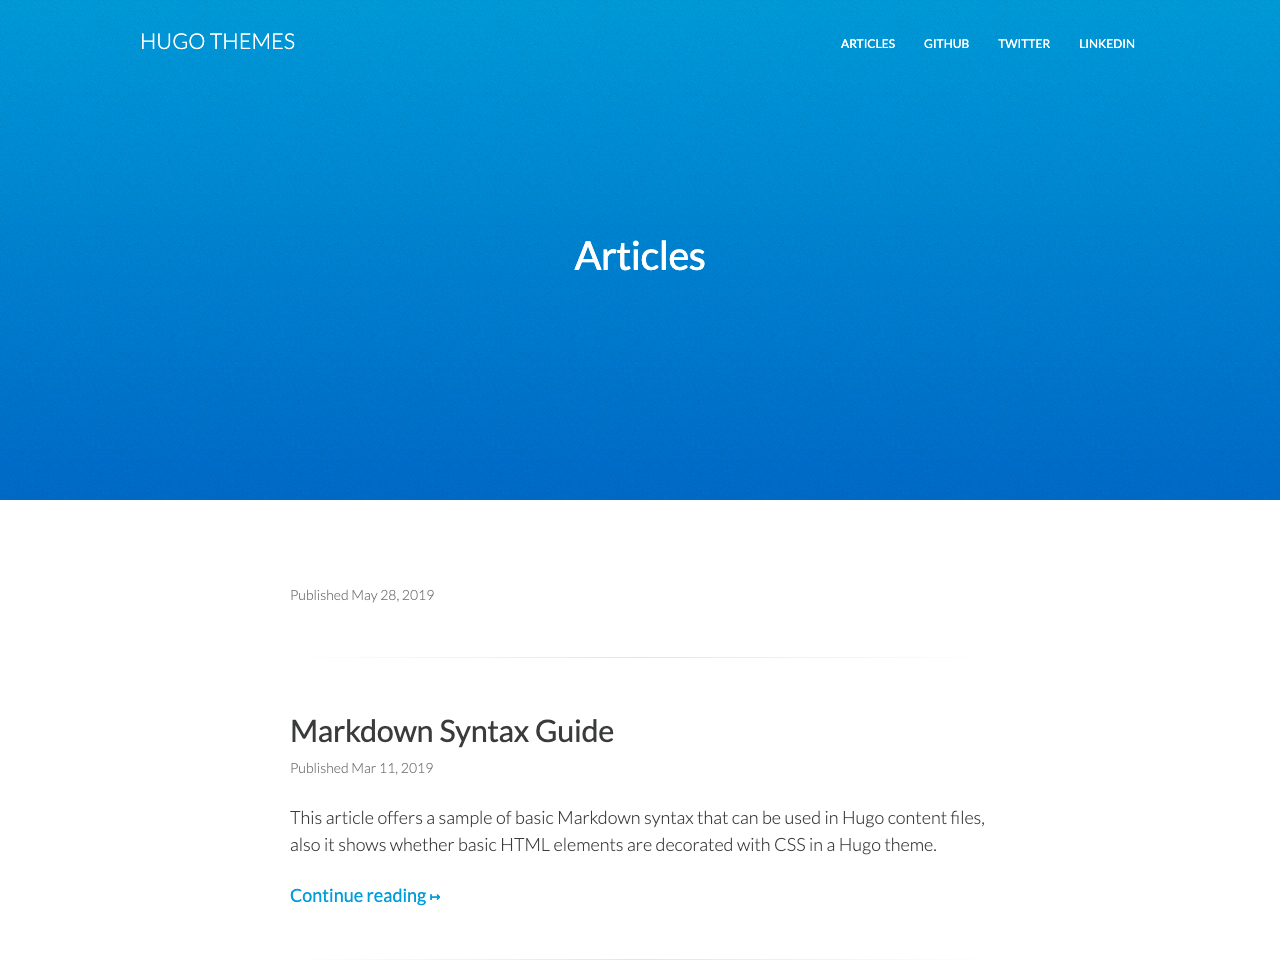 HUGO THEMES
ARTICLES GITHUB TWITTER LINKEDIN
Articles
Published May 28, 2019
Markdown Syntax Guide
Published Mar 11, 2019
This article offers a sample of basic Markdown syntax that can be used in Hugo content files,
also it shows whether basic HTML elements are decorated with CSS in a Hugo theme.
Continue reading ↦